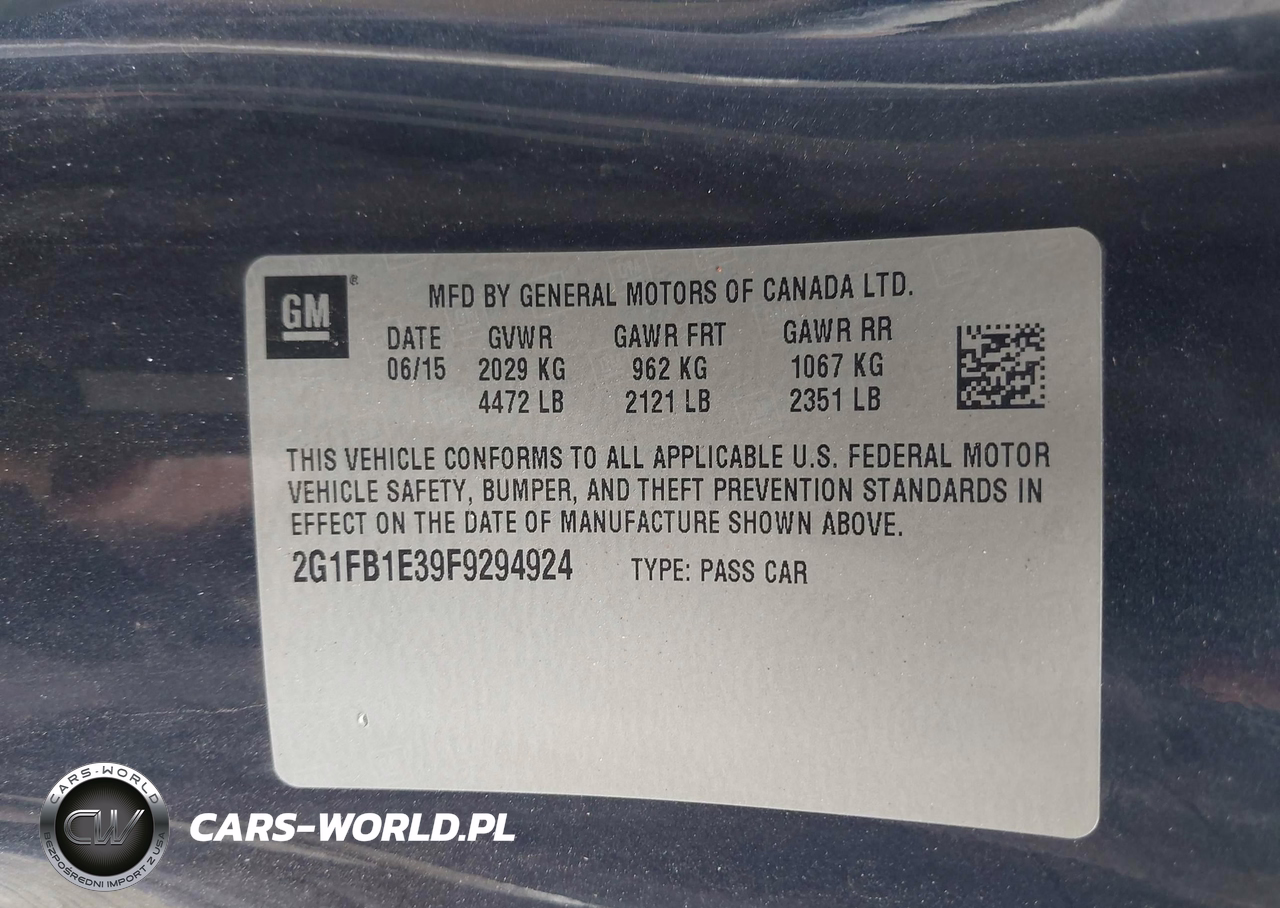 GM ®
MFD BY GENERAL MOTORS OF CANADA LTD.
DATE GVWR GAWR FRT GAWR RR
06/15 2029 KG 962 KG 1067 KG
4472 LB 2121 LB 2351 LB
THIS VEHICLE CONFORMS TO ALL APPLICABLE U.S. FEDERAL MOTOR
VEHICLE SAFETY, BUMPER, AND THEFT PREVENTION STANDARDS IN
EFFECT ON THE DATE OF MANUFACTURE SHOWN ABOVE.
2G1FB1E39F9294924 TYPE: PASS CAR
CARS-WORLD
CW
BEZPOŚREDNI IMPORT Z USA
CARS-WORLD.PL